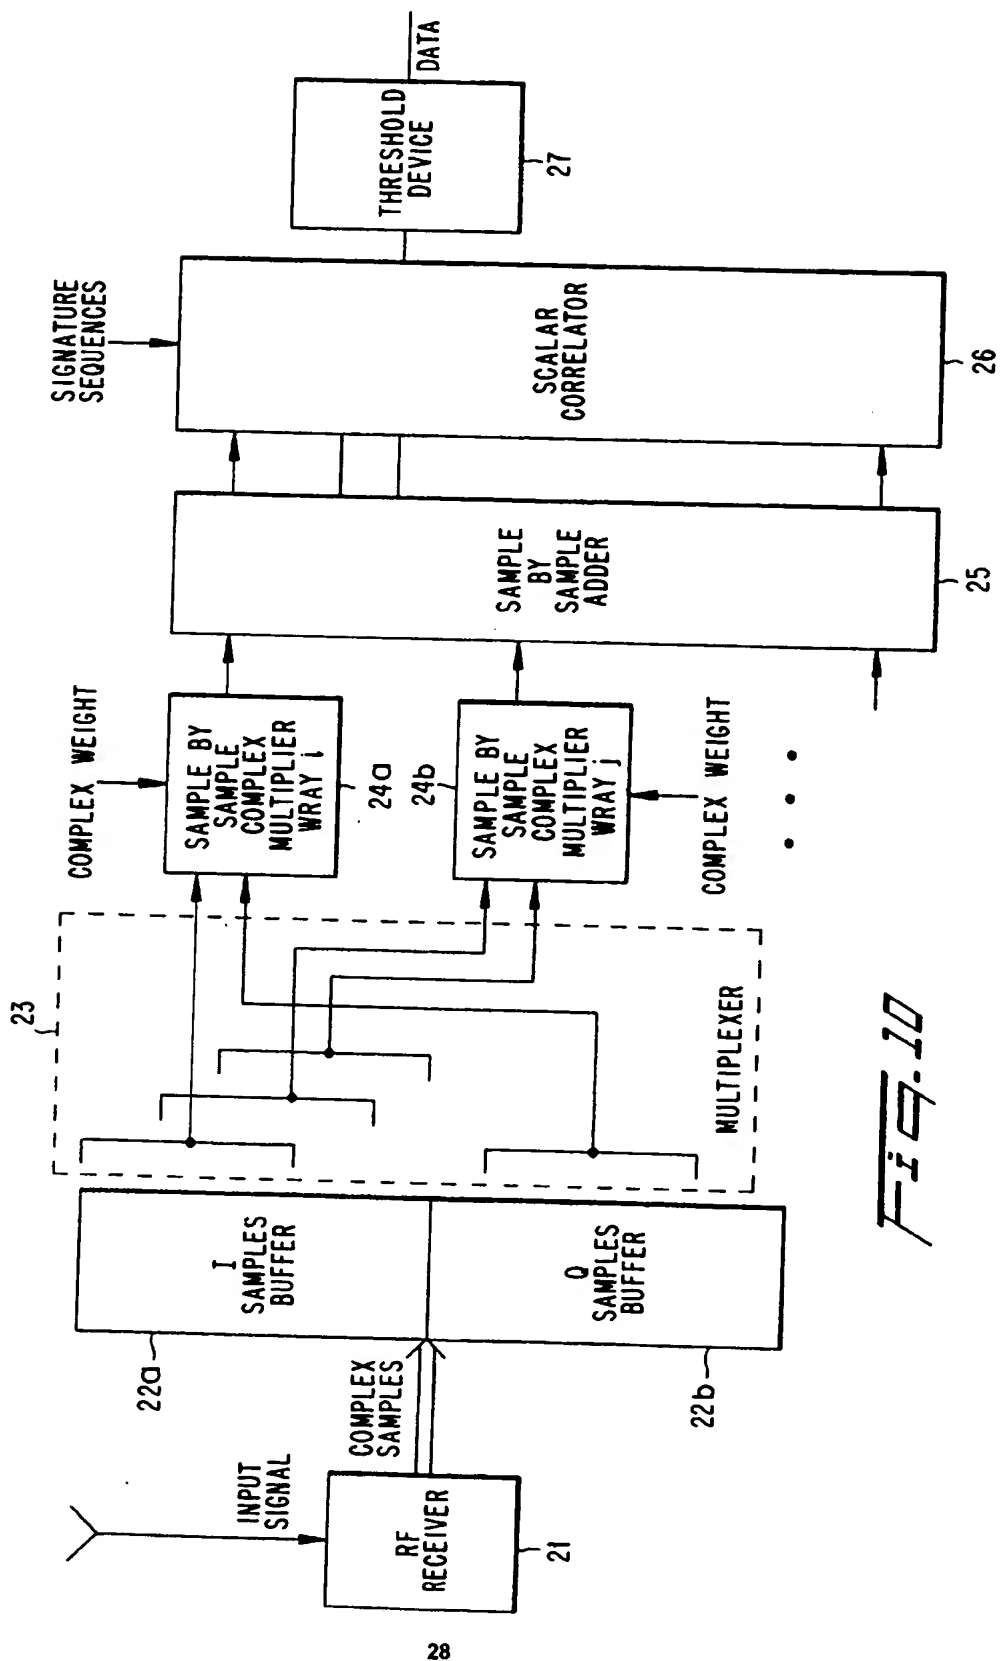 INPUT
SIGNAL
RF
RECEIVER
21
COMPLEX
SAMPLES
22a
I
SAMPLES
BUFFER
Q
SAMPLES
BUFFER
22b
23
MULTIPLEXER
COMPLEX WEIGHT
SAMPLE BY
SAMPLE
COMPLEX
MULTIPLIER
WRAY i
24a
24b
SAMPLE BY
SAMPLE
COMPLEX
MULTIPLIER
WRAY j
COMPLEX WEIGHT
SAMPLE
BY
SAMPLE
ADDER
25
SIGNATURE
SEQUENCES
SCALAR
CORRELATOR
26
THRESHOLD
DEVICE
27
DATA
Fig. 10
28